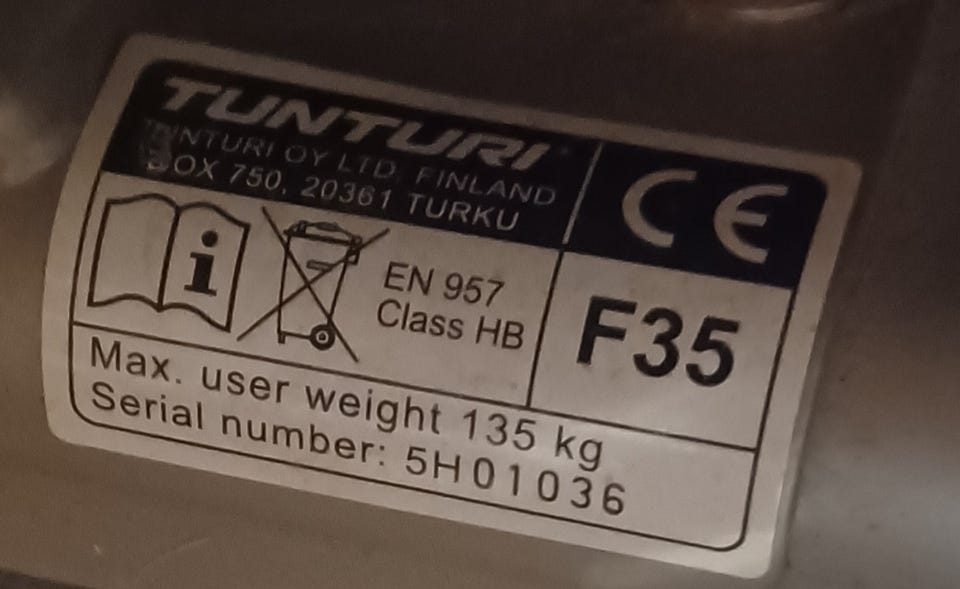 TUNTURI
TUNTURI OY LTD, FINLAND
BOX 750, 20361 TURKU
CE
i
EN 957
Class HB
F35
Max. user weight 135 kg
Serial number: 5H01036